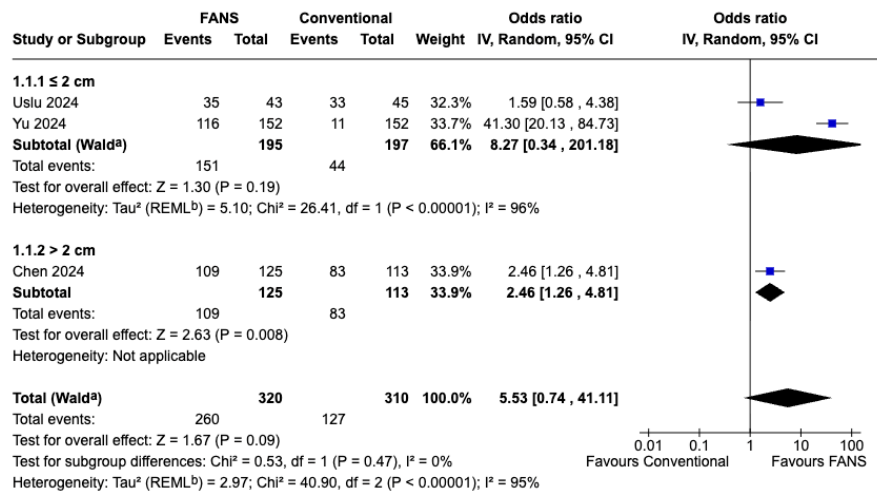 FANS Conventional Odds ratio Odds ratio
Study or Subgroup Events Total Events Total Weight IV, Random, 95% CI IV, Random, 95% CI
1.1.1 ≤ 2 cm
Uslu 2024 35 43 33 45 32.3% 1.59 [0.58 , 4.38]
Yu 2024 116 152 11 152 33.7% 41.30 [20.13 , 84.73]
Subtotal (Waldᵃ) 195 197 66.1% 8.27 [0.34 , 201.18]
Total events: 151 44
Test for overall effect: Z = 1.30 (P = 0.19)
Heterogeneity: Tau² (REMLᵇ) = 5.10; Chi² = 26.41, df = 1 (P < 0.00001); I² = 96%
1.1.2 > 2 cm
Chen 2024 109 125 83 113 33.9% 2.46 [1.26 , 4.81]
Subtotal 125 113 33.9% 2.46 [1.26 , 4.81]
Total events: 109 83
Test for overall effect: Z = 2.63 (P = 0.008)
Heterogeneity: Not applicable
Total (Waldᵃ) 320 310 100.0% 5.53 [0.74 , 41.11]
Total events: 260 127
Test for overall effect: Z = 1.67 (P = 0.09)
Test for subgroup differences: Chi² = 0.53, df = 1 (P = 0.47), I² = 0%
Heterogeneity: Tau² (REMLᵇ) = 2.97; Chi² = 40.90, df = 2 (P < 0.00001); I² = 95%
0.01 0.1 1 10 100
Favours Conventional Favours FANS